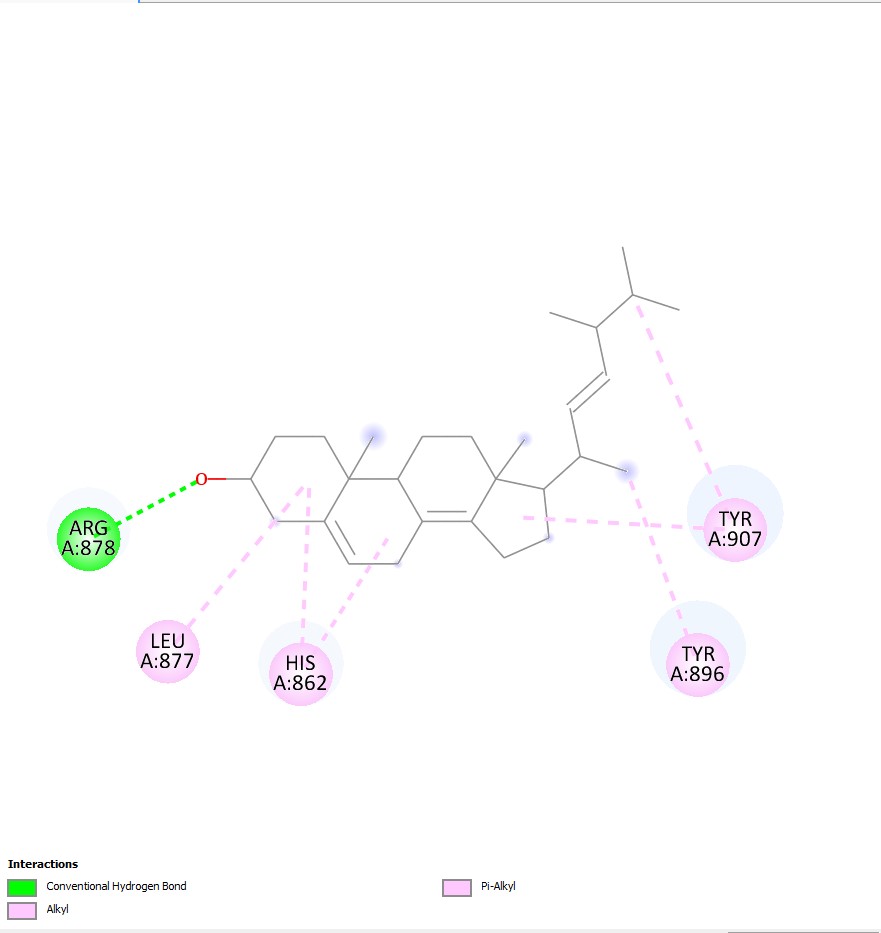 O
ARG
A:878
LEU
A:877
HIS
A:862
TYR
A:907
TYR
A:896
Interactions
Conventional Hydrogen Bond
Alkyl
Pi-Alkyl